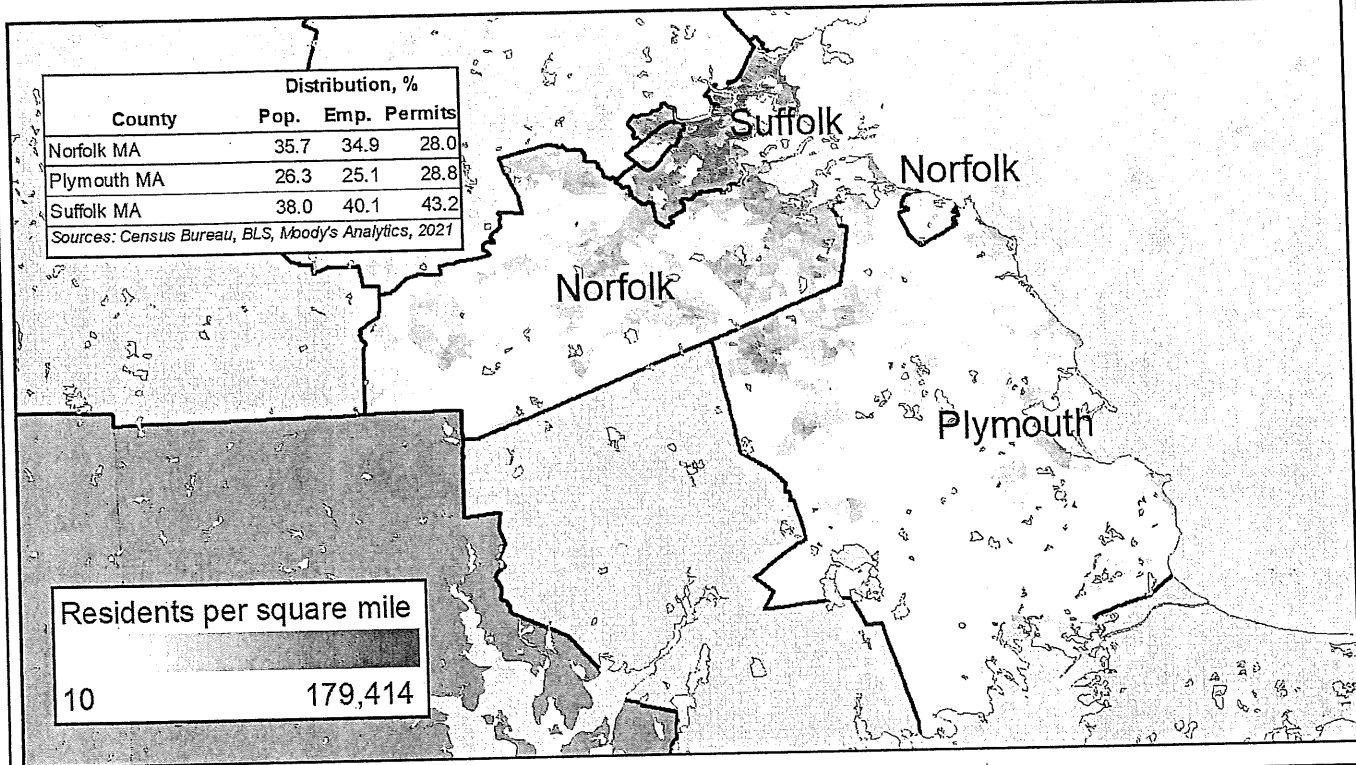 Distribution, %
County Pop. Emp. Permits
Norfolk MA 35.7 34.9 28.0
Plymouth MA 26.3 25.1 28.8
Suffolk MA 38.0 40.1 43.2
Sources: Census Bureau, BLS, Moody's Analytics, 2021
Suffolk
Norfolk
Norfolk
Plymouth
Residents per square mile
10 179,414